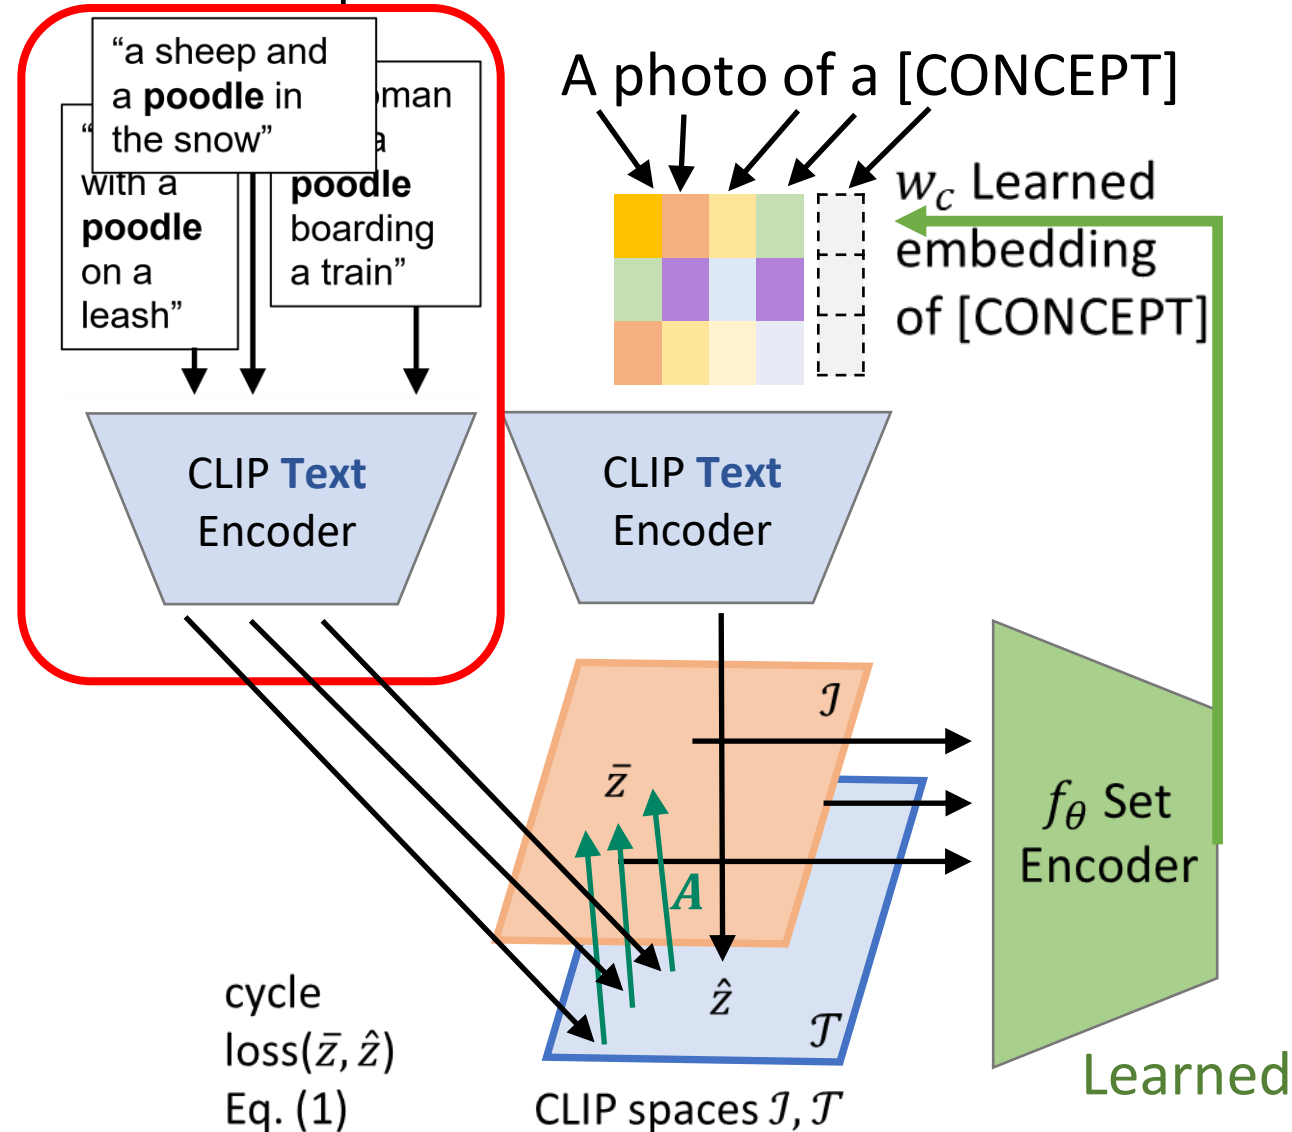 “a sheep and
a poodle in
the snow”
“
with a
poodle
on a
leash”
oman
a
poodle
boarding
a train”
A photo of a [CONCEPT]
w_c Learned
embedding
of [CONCEPT]
CLIP Text
Encoder
CLIP Text
Encoder
ℐ
z̄
A
ẑ
𝒯
f_θ Set
Encoder
Learned
cycle
loss(z̄, ẑ)
Eq. (1)
CLIP spaces ℐ, 𝒯